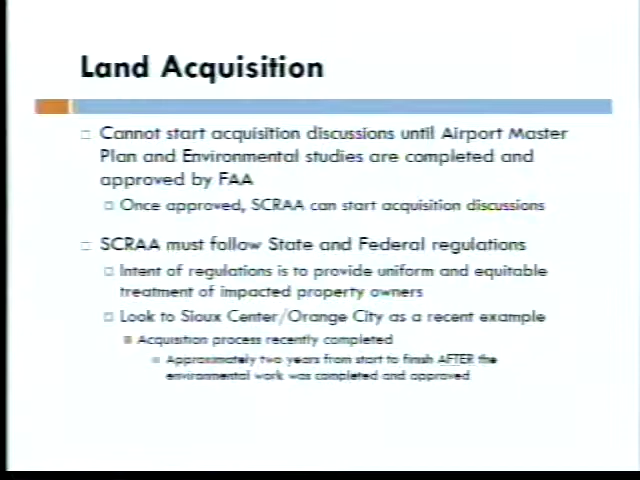 Land Acquisition
Cannot start acquisition discussions until Airport Master
Plan and Environmental studies are completed and
approved by FAA
Once approved, SCRAA can start acquisition discussions
SCRAA must follow State and Federal regulations
Intent of regulations is to provide uniform and equitable
treatment of impacted property owners
Look to Sioux Center/Orange City as a recent example
Acquisition process recently completed
Approximately two years from start to finish AFTER the
environmental work was completed and approved